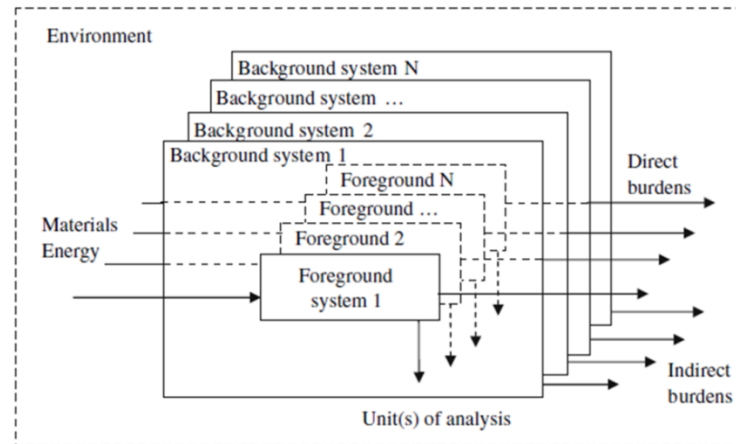 Environment
Background system N
Background system ...
Background system 2
Background system 1
Foreground N
Foreground ...
Foreground 2
Foreground
system 1
Materials
Energy
Direct
burdens
Indirect
burdens
Unit(s) of analysis